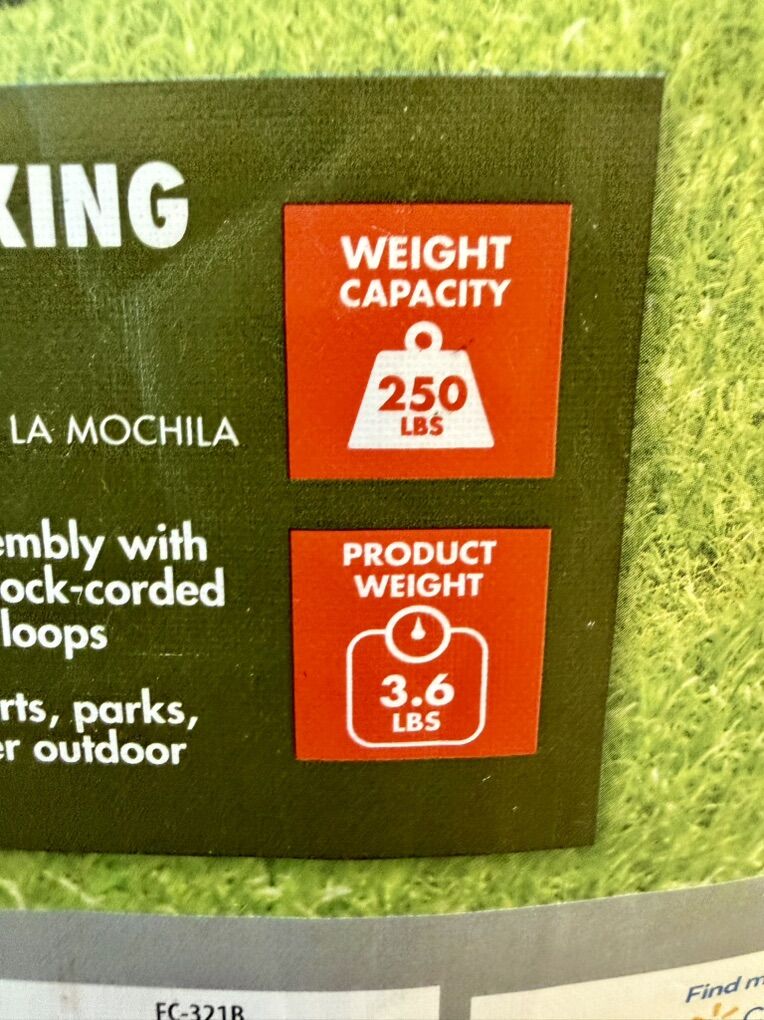 KING
WEIGHT
CAPACITY
250
LBS
LA MOCHILA
embly with
ock-corded
loops
rts, parks,
er outdoor
PRODUCT
WEIGHT
3.6
LBS
FC-321R
Find m